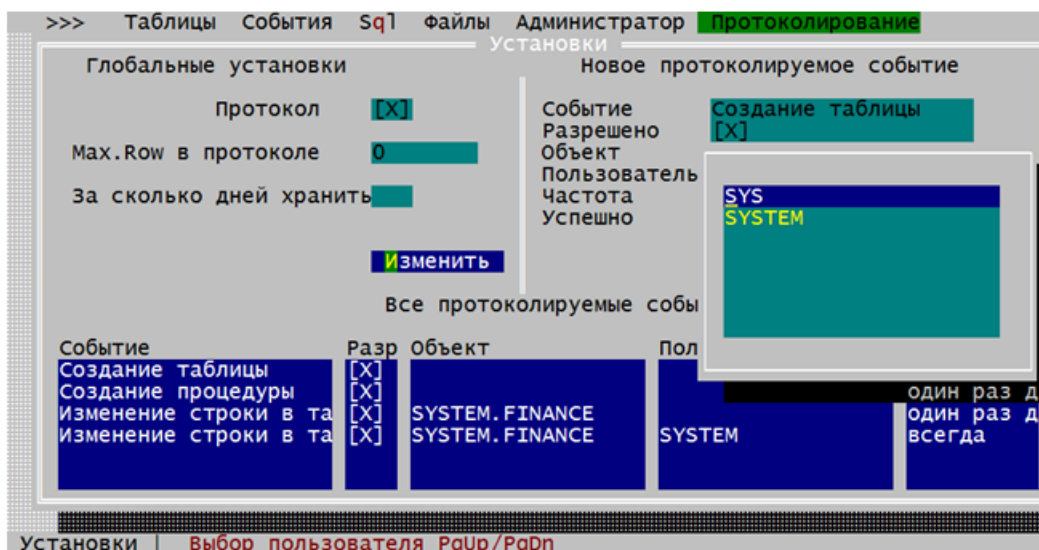 >>> Таблицы События Sql Файлы Администратор Протоколирование
Установки
Глобальные установки
Протокол [X]
Max.Row в протоколе 0
За сколько дней хранить
Изменить
Новое протоколируемое событие
Событие Создание таблицы
Разрешено [X]
Объект
Пользователь
Частота
Успешно
SYS
SYSTEM
Все протоколируемые собы
Событие Разр Объект Пол
Создание таблицы [X]
Создание процедуры [X] один раз д
Изменение строки в та [X] SYSTEM.FINANCE один раз д
Изменение строки в та [X] SYSTEM.FINANCE SYSTEM всегда
Установки | Выбор пользователя PgUp/PgDn